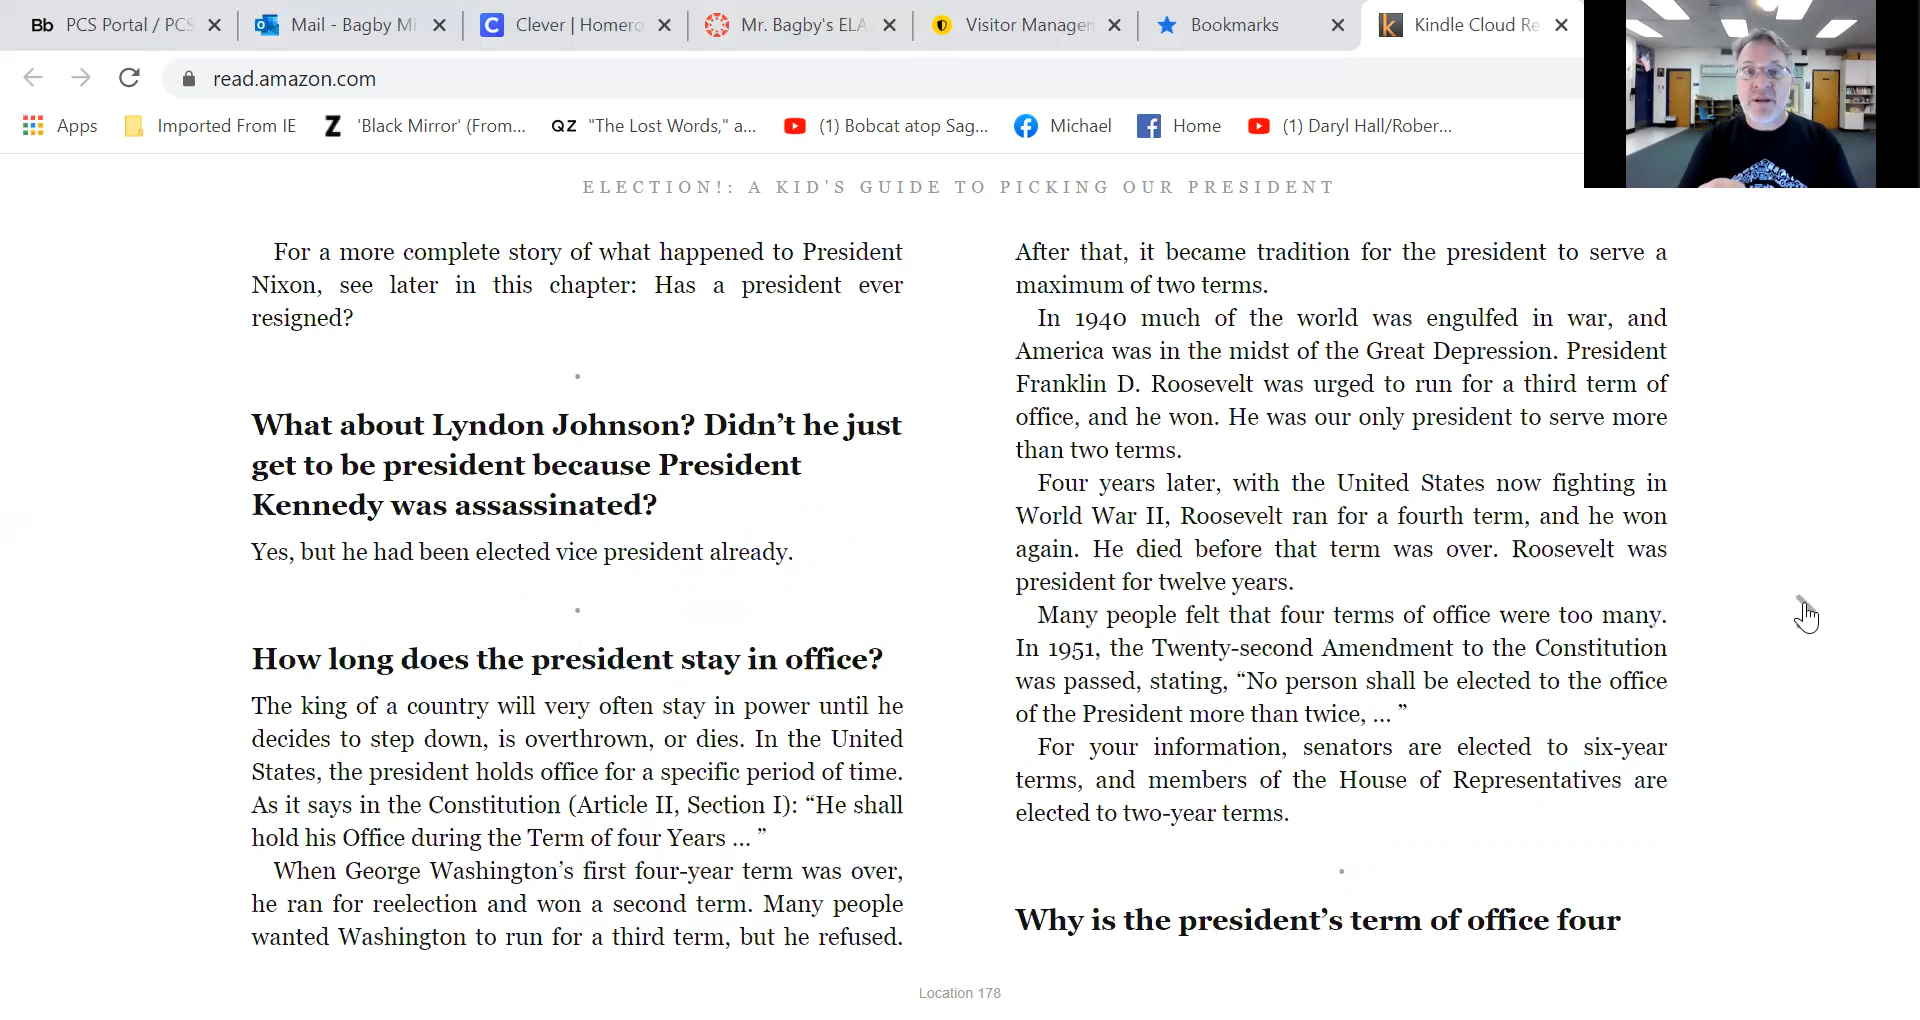 Bb PCS Portal / PCS
Mail - Bagby Mi
C Clever | Homero
Mr. Bagby's ELA
Visitor Managem
Bookmarks
k Kindle Cloud Re
read.amazon.com
Apps
Imported From IE
Z 'Black Mirror' (From...
QZ "The Lost Words," a...
(1) Bobcat atop Sag...
Michael
Home
(1) Daryl Hall/Rober...
ELECTION!: A KID'S GUIDE TO PICKING OUR PRESIDENT
For a more complete story of what happened to President
Nixon, see later in this chapter: Has a president ever
resigned?
What about Lyndon Johnson? Didn’t he just
get to be president because President
Kennedy was assassinated?
Yes, but he had been elected vice president already.
How long does the president stay in office?
The king of a country will very often stay in power until he
decides to step down, is overthrown, or dies. In the United
States, the president holds office for a specific period of time.
As it says in the Constitution (Article II, Section I): “He shall
hold his Office during the Term of four Years ... ”
When George Washington’s first four-year term was over,
he ran for reelection and won a second term. Many people
wanted Washington to run for a third term, but he refused.
After that, it became tradition for the president to serve a
maximum of two terms.
In 1940 much of the world was engulfed in war, and
America was in the midst of the Great Depression. President
Franklin D. Roosevelt was urged to run for a third term of
office, and he won. He was our only president to serve more
than two terms.
Four years later, with the United States now fighting in
World War II, Roosevelt ran for a fourth term, and he won
again. He died before that term was over. Roosevelt was
president for twelve years.
Many people felt that four terms of office were too many.
In 1951, the Twenty-second Amendment to the Constitution
was passed, stating, “No person shall be elected to the office
of the President more than twice, ... ”
For your information, senators are elected to six-year
terms, and members of the House of Representatives are
elected to two-year terms.
Why is the president’s term of office four
Location 178